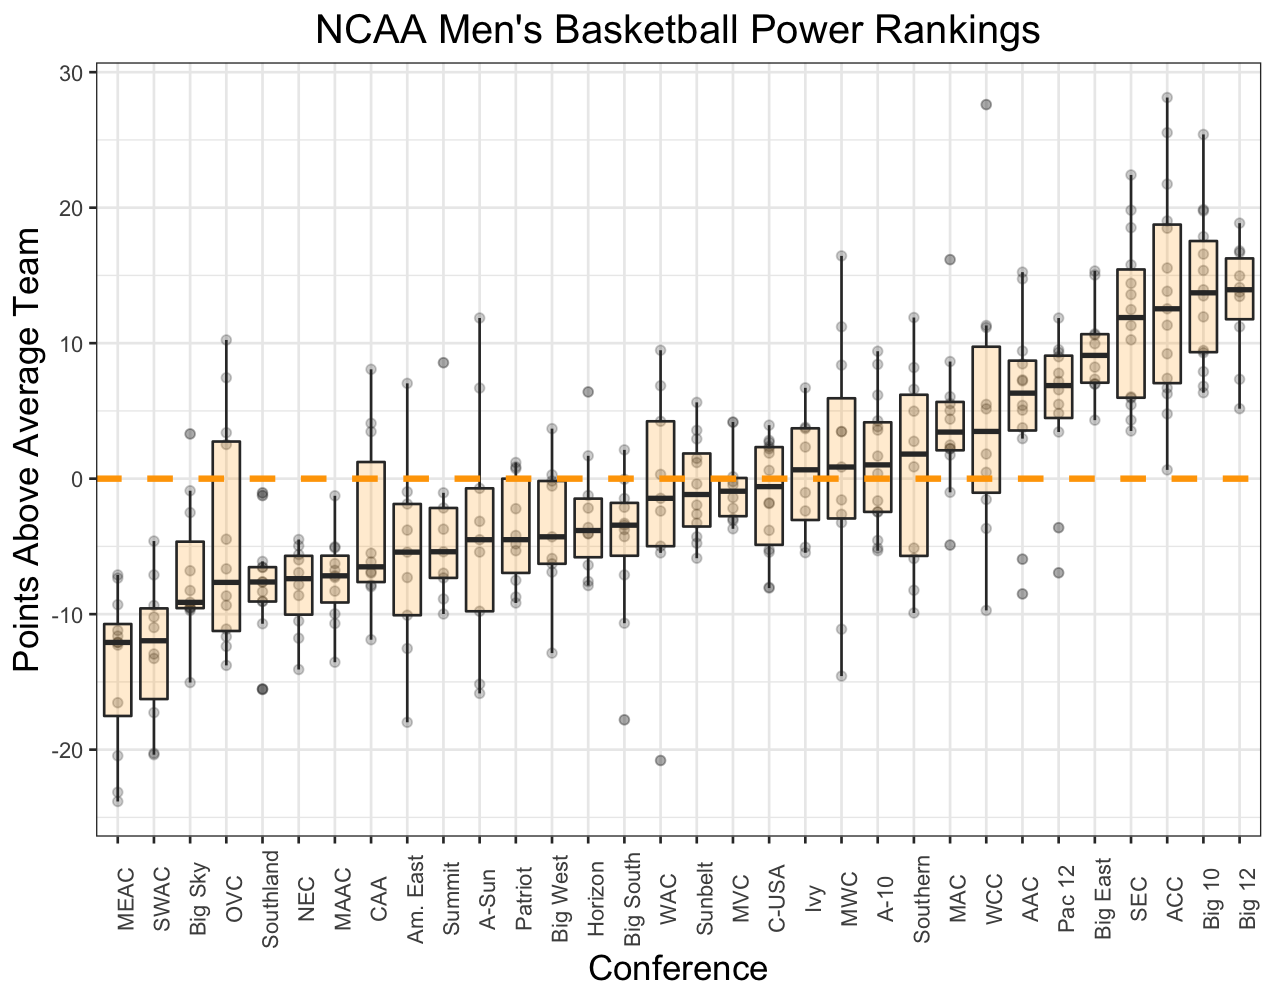 NCAA Men's Basketball Power Rankings
Points Above Average Team
30
20
10
0
-10
-20
MEAC
SWAC
Big Sky
OVC
Southland
NEC
MAAC
CAA
Am. East
Summit
A-Sun
Patriot
Big West
Horizon
Big South
WAC
Sunbelt
MVC
C-USA
Ivy
MWC
A-10
Southern
MAC
WCC
AAC
Pac 12
Big East
SEC
ACC
Big 10
Big 12
Conference